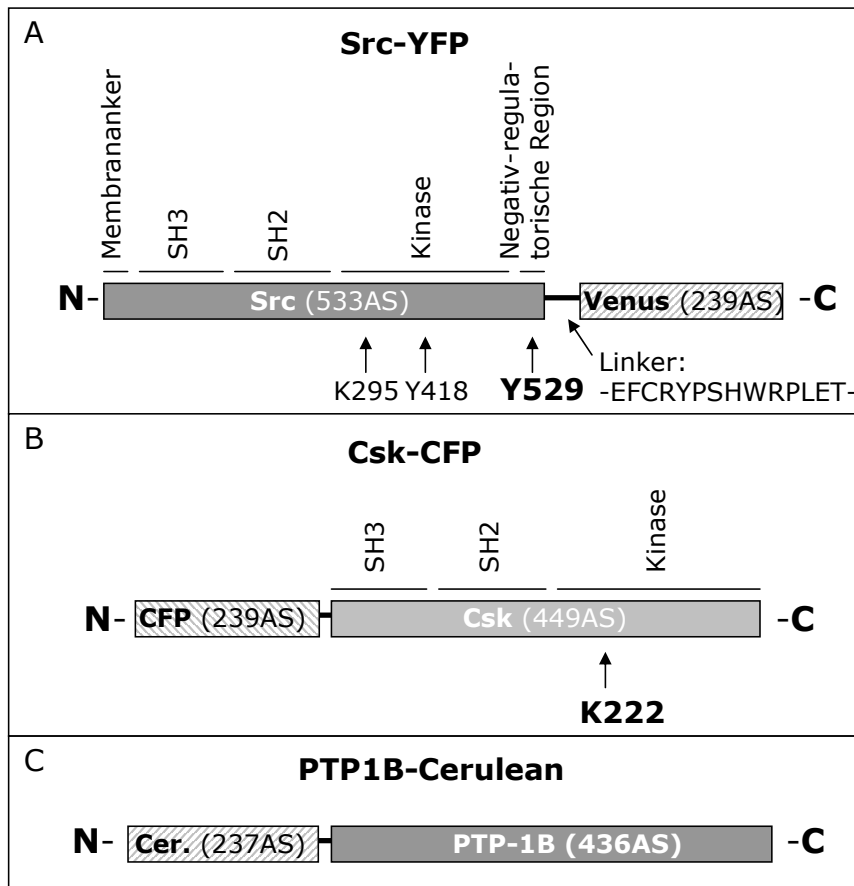 A
Src-YFP
Membrananker
SH3
SH2
Kinase
Negativ-regula-
torische Region
N- Src (533AS) Venus (239AS) -C
K295 Y418 Y529 Linker:
-EFCRYPSHWRPLET-
B
Csk-CFP
SH3
SH2
Kinase
N- CFP (239AS) Csk (449AS) -C
K222
C
PTP1B-Cerulean
N- Cer. (237AS) PTP-1B (436AS) -C